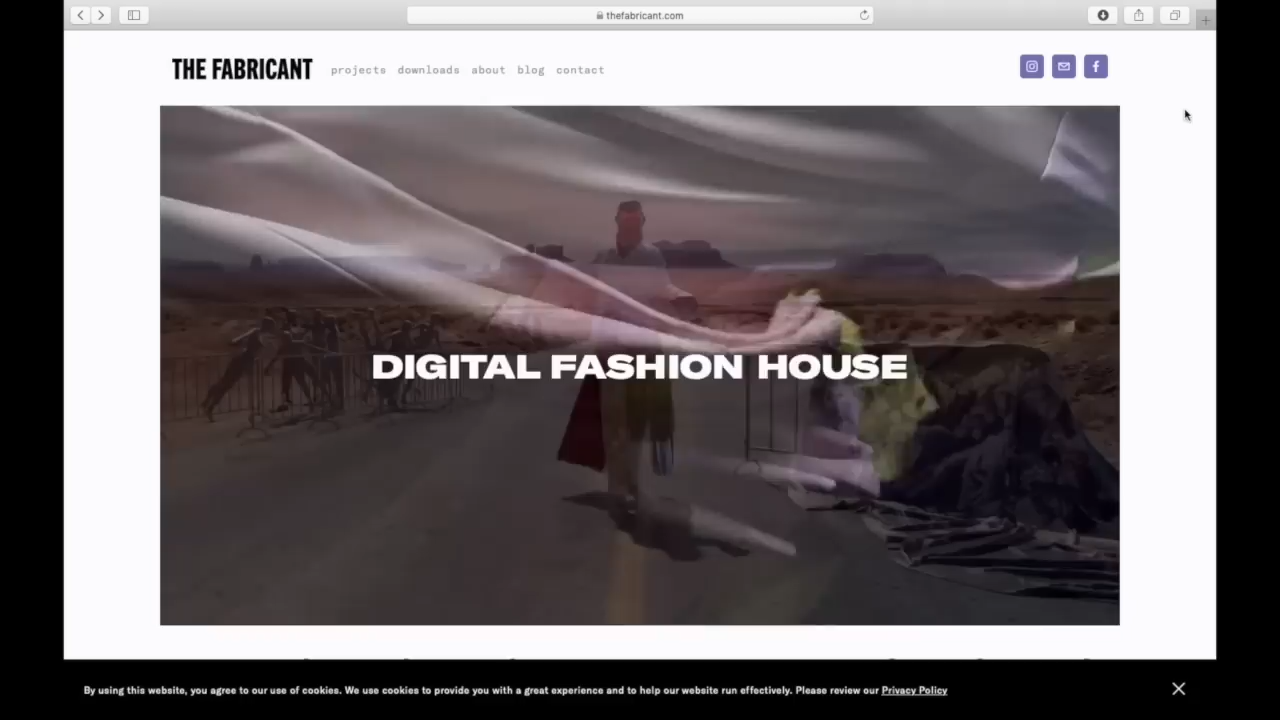 thefabricant.com
THE FABRICANT projects downloads about blog contact
DIGITAL FASHION HOUSE
By using this website, you agree to our use of cookies. We use cookies to provide you with a great experience and to help our website run effectively. Please review our Privacy Policy